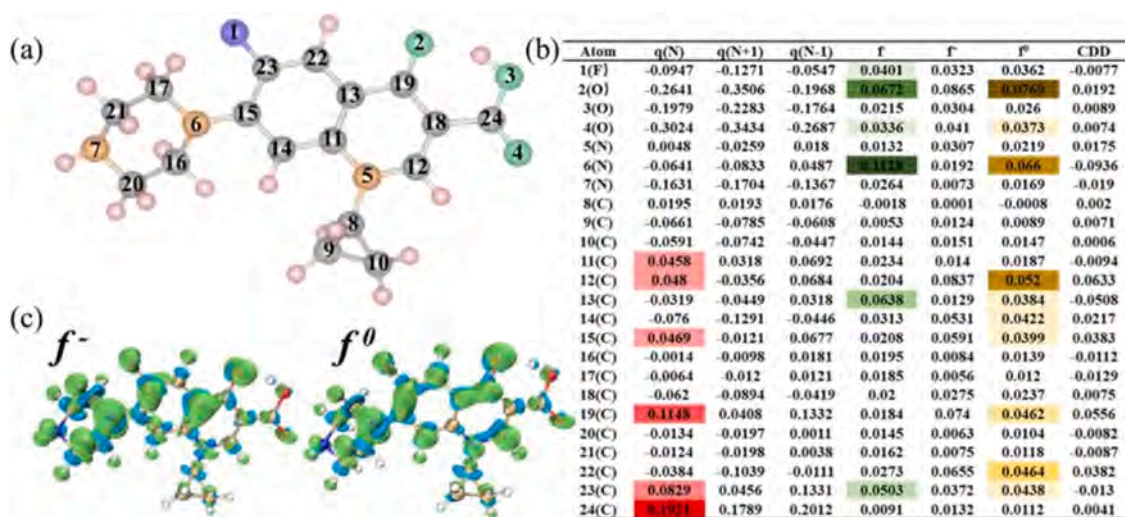 (a)
1
2
3
22
23
19
17
13
21
15
18
24
6
11
7
14
12
4
16
5
20
8
9
10
(b)
Atom q(N) q(N+1) q(N-1) f f⁻ f⁰ CDD
1(F) -0.0947 -0.1271 -0.0547 0.0401 0.0323 0.0362 -0.0077
2(O) -0.2641 -0.3506 -0.1968 0.0672 0.0865 0.0769 0.0192
3(O) -0.1979 -0.2283 -0.1764 0.0215 0.0304 0.026 0.0089
4(O) -0.3024 -0.3434 -0.2687 0.0336 0.041 0.0373 0.0074
5(N) 0.0048 -0.0259 0.018 0.0132 0.0307 0.0219 0.0175
6(N) -0.0641 -0.0833 0.0487 0.1128 0.0192 0.066 -0.0936
7(N) -0.1631 -0.1704 -0.1367 0.0264 0.0073 0.0169 -0.019
8(C) 0.0195 0.0193 0.0176 -0.0018 0.0001 -0.0008 0.002
9(C) -0.0661 -0.0785 -0.0608 0.0053 0.0124 0.0089 0.0071
10(C) -0.0591 -0.0742 -0.0447 0.0144 0.0151 0.0147 0.0006
11(C) 0.0458 0.0318 0.0692 0.0234 0.014 0.0187 -0.0094
12(C) 0.048 -0.0356 0.0684 0.0204 0.0837 0.052 0.0633
13(C) -0.0319 -0.0449 0.0318 0.0638 0.0129 0.0384 -0.0508
14(C) -0.076 -0.1291 -0.0446 0.0313 0.0531 0.0422 0.0217
15(C) 0.0469 -0.0121 0.0677 0.0208 0.0591 0.0399 0.0383
16(C) -0.0014 -0.0098 0.0181 0.0195 0.0084 0.0139 -0.0112
17(C) -0.0064 -0.012 0.0121 0.0185 0.0056 0.012 -0.0129
18(C) -0.062 -0.0894 -0.0419 0.02 0.0275 0.0237 0.0075
19(C) 0.1148 0.0408 0.1332 0.0184 0.074 0.0462 0.0556
20(C) -0.0134 -0.0197 0.0011 0.0145 0.0063 0.0104 -0.0082
21(C) -0.0124 -0.0198 0.0038 0.0162 0.0075 0.0118 -0.0087
22(C) -0.0384 -0.1039 -0.0111 0.0273 0.0655 0.0464 0.0382
23(C) 0.0829 0.0456 0.1331 0.0503 0.0372 0.0438 -0.013
24(C) 0.1921 0.1789 0.2012 0.0091 0.0132 0.0112 0.0041
(c)
f⁻ f⁰